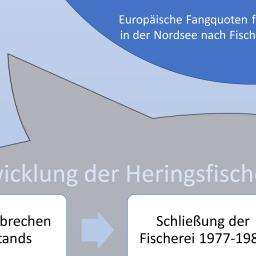 Europäische Fangquoten f
in der Nordsee nach Fisch
wicklung der Heringsfische
brechen
tands
Schließung der
Fischerei 1977-198